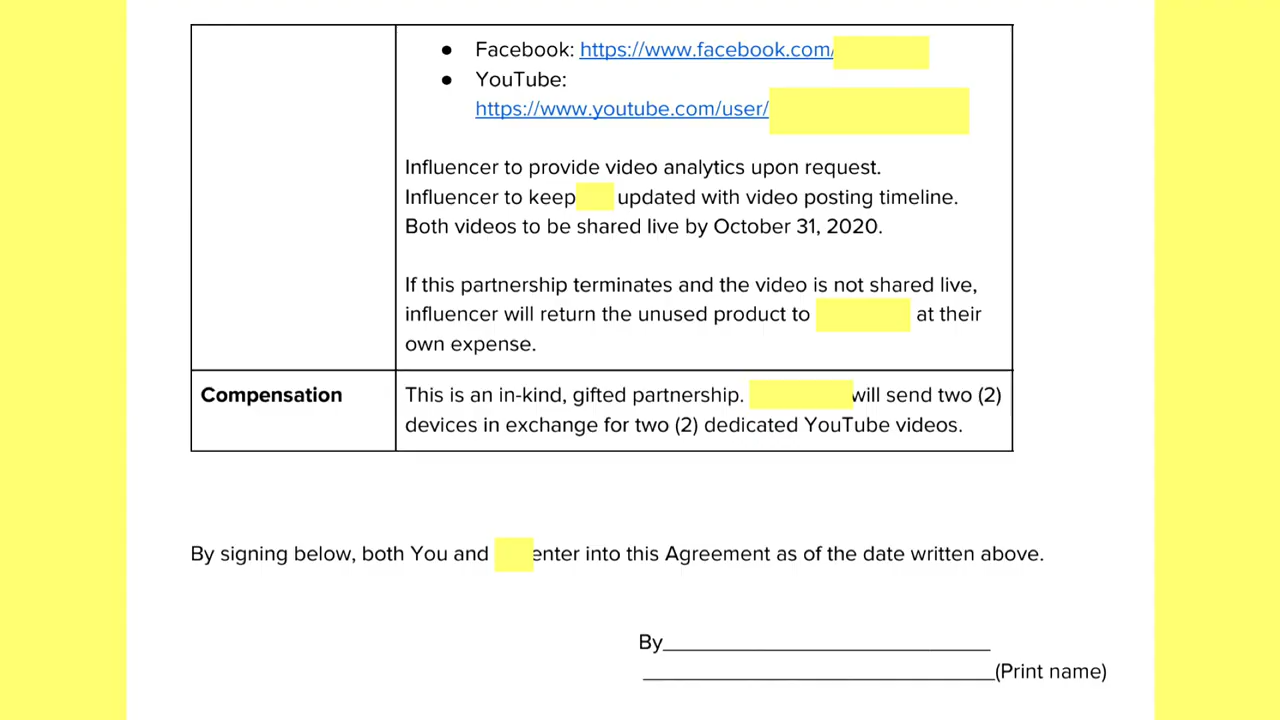 ● Facebook: https://www.facebook.com/
● YouTube:
https://www.youtube.com/user/
Influencer to provide video analytics upon request.
Influencer to keep updated with video posting timeline.
Both videos to be shared live by October 31, 2020.
If this partnership terminates and the video is not shared live,
influencer will return the unused product to at their
own expense.
Compensation
This is an in-kind, gifted partnership. will send two (2)
devices in exchange for two (2) dedicated YouTube videos.
By signing below, both You and enter into this Agreement as of the date written above.
By______________________________
________________________________(Print name)